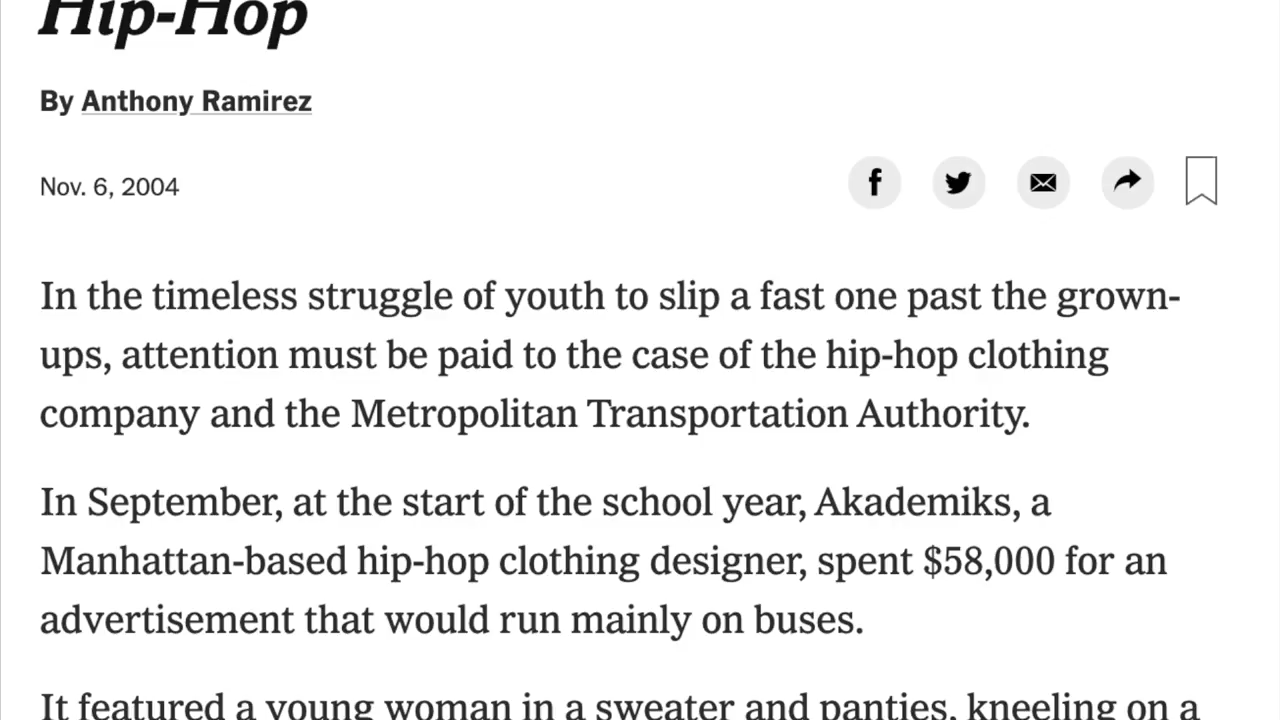 Hip-Hop
By Anthony Ramirez
Nov. 6, 2004
In the timeless struggle of youth to slip a fast one past the grown-
ups, attention must be paid to the case of the hip-hop clothing
company and the Metropolitan Transportation Authority.
In September, at the start of the school year, Akademiks, a
Manhattan-based hip-hop clothing designer, spent $58,000 for an
advertisement that would run mainly on buses.
It featured a young woman in a sweater and panties, kneeling on a